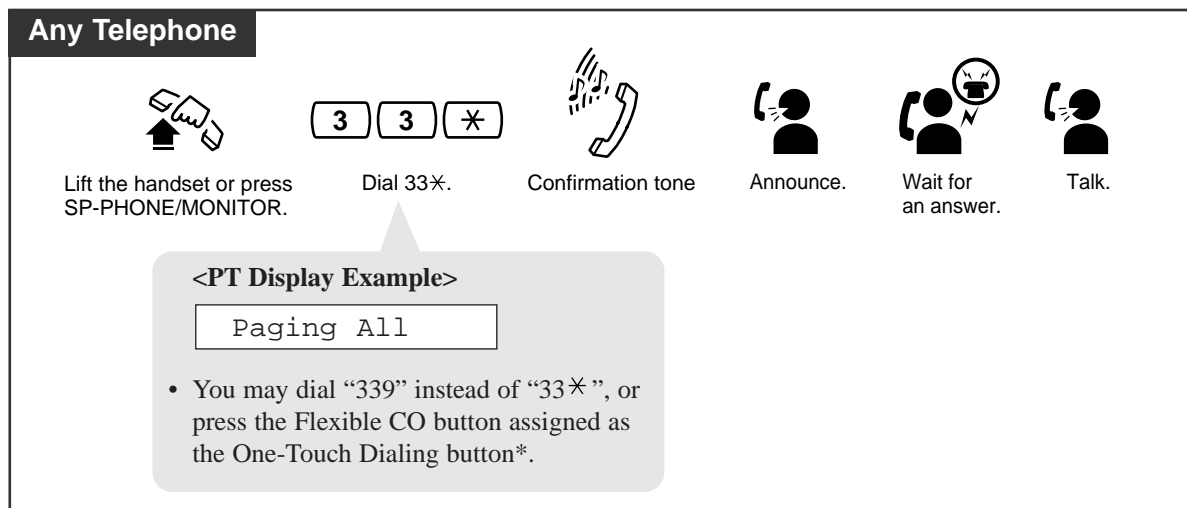 Any Telephone
3 3 ✳
Lift the handset or press
SP-PHONE/MONITOR.
Dial 33✳.
Confirmation tone
Announce.
Wait for
an answer.
Talk.
<PT Display Example>
Paging All
• You may dial “339” instead of “33✳”, or
press the Flexible CO button assigned as
the One-Touch Dialing button*.